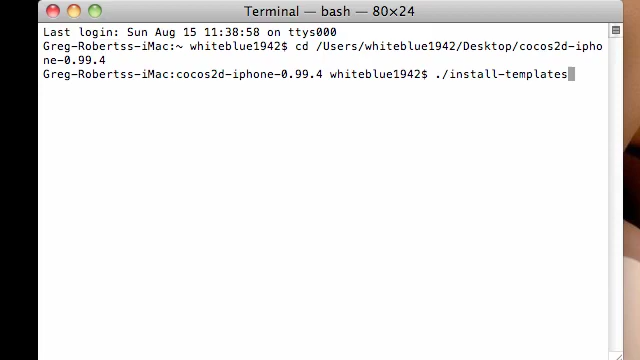 Terminal — bash — 80×24
Last login: Sun Aug 15 11:38:58 on ttys000
Greg-Robertss-iMac:~ whiteblue1942$ cd /Users/whiteblue1942/Desktop/cocos2d-ipho
ne-0.99.4
Greg-Robertss-iMac:cocos2d-iphone-0.99.4 whiteblue1942$ ./install-templates